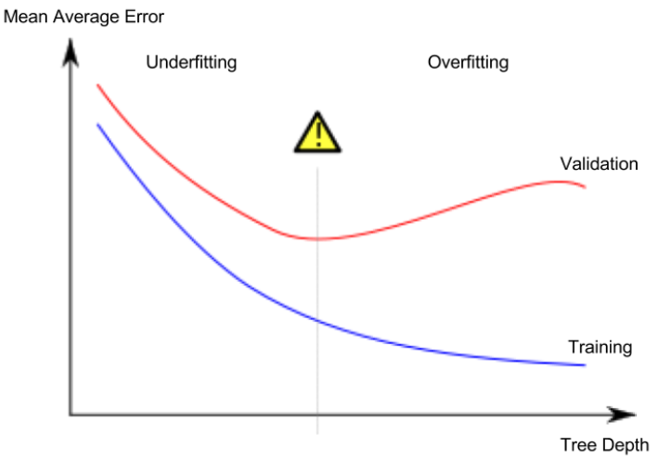 Mean Average Error
Underfitting
Overfitting
!
Validation
Training
Tree Depth